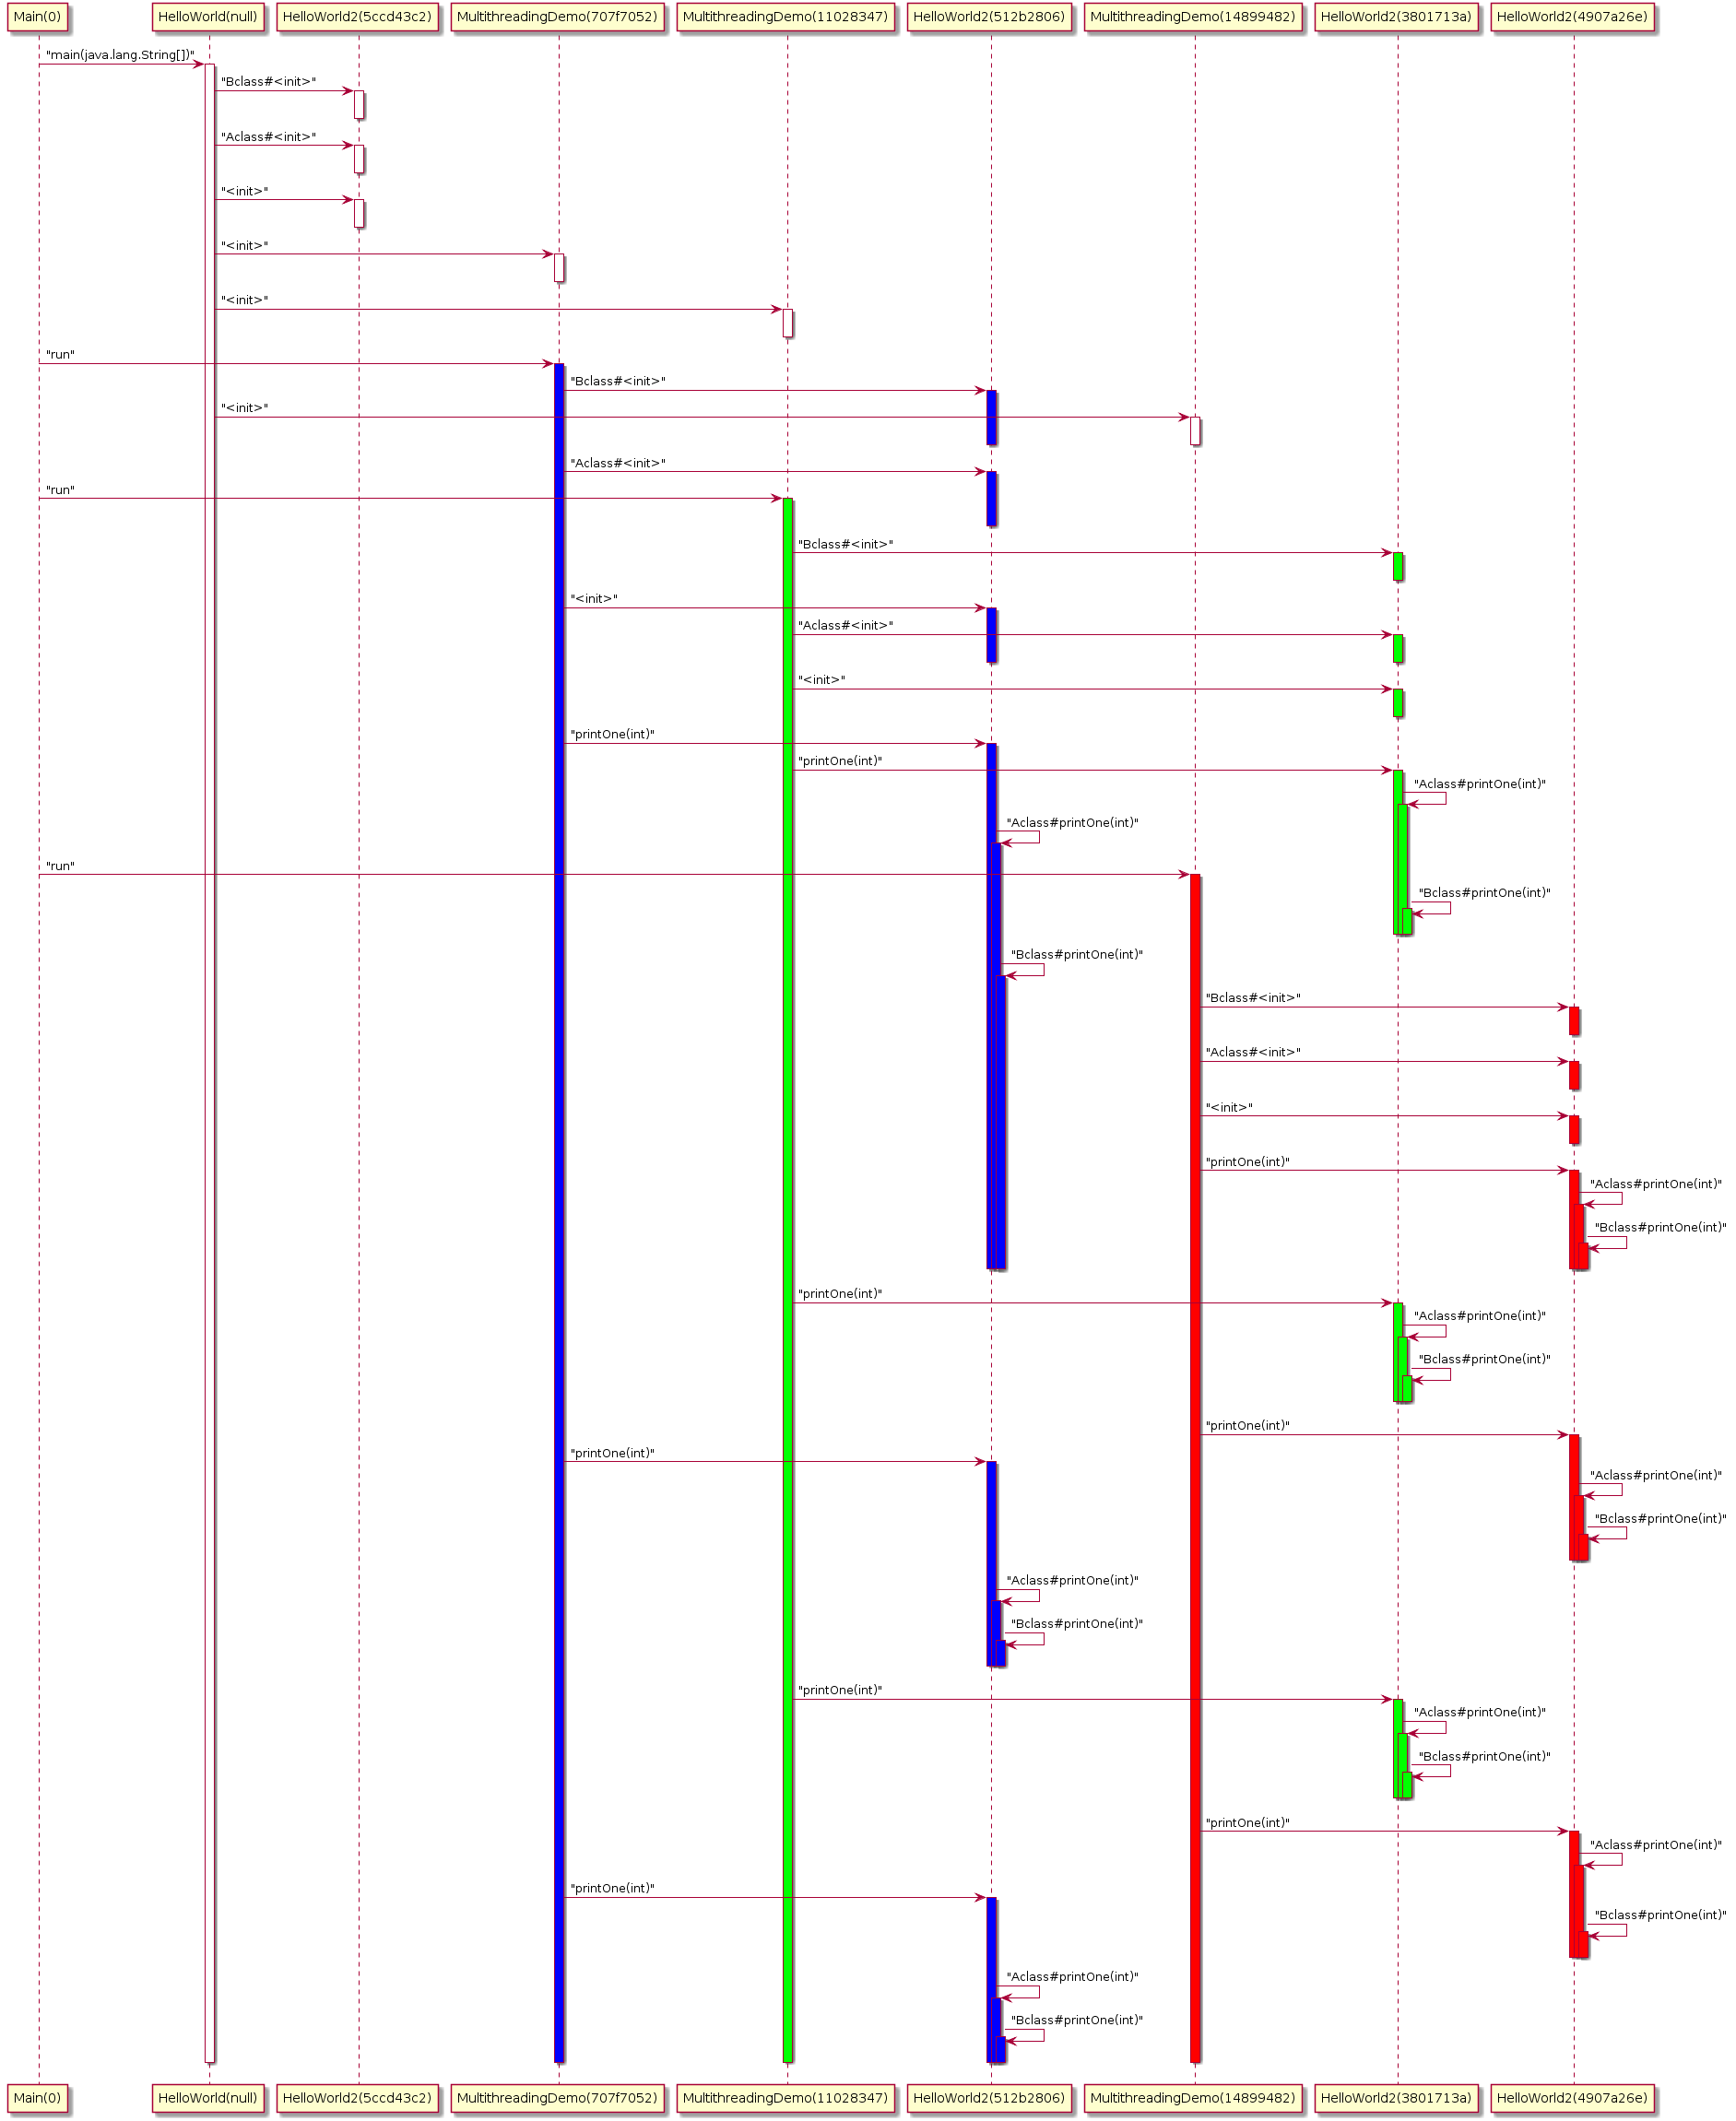 Main(0) HelloWorld(null) HelloWorld2(5ccd43c2) MultithreadingDemo(707f7052) MultithreadingDemo(11028347) HelloWorld2(512b2806) MultithreadingDemo(14899482) HelloWorld2(3801713a) HelloWorld2(4907a26e)
"main(java.lang.String[])"
"Bclass#<init>"
"Aclass#<init>"
"<init>"
"<init>"
"<init>"
"run"
"Bclass#<init>"
"<init>"
"Aclass#<init>"
"run"
"Bclass#<init>"
"<init>"
"Aclass#<init>"
"<init>"
"printOne(int)"
"printOne(int)"
"Aclass#printOne(int)"
"Aclass#printOne(int)"
"run"
"Bclass#printOne(int)"
"Bclass#printOne(int)"
"Bclass#<init>"
"Aclass#<init>"
"<init>"
"printOne(int)"
"Aclass#printOne(int)"
"Bclass#printOne(int)"
"printOne(int)"
"Aclass#printOne(int)"
"Bclass#printOne(int)"
"printOne(int)"
"printOne(int)"
"Aclass#printOne(int)"
"Bclass#printOne(int)"
"Aclass#printOne(int)"
"Bclass#printOne(int)"
"printOne(int)"
"Aclass#printOne(int)"
"Bclass#printOne(int)"
"printOne(int)"
"Aclass#printOne(int)"
"printOne(int)"
"Bclass#printOne(int)"
"Aclass#printOne(int)"
"Bclass#printOne(int)"
Main(0) HelloWorld(null) HelloWorld2(5ccd43c2) MultithreadingDemo(707f7052) MultithreadingDemo(11028347) HelloWorld2(512b2806) MultithreadingDemo(14899482) HelloWorld2(3801713a) HelloWorld2(4907a26e)